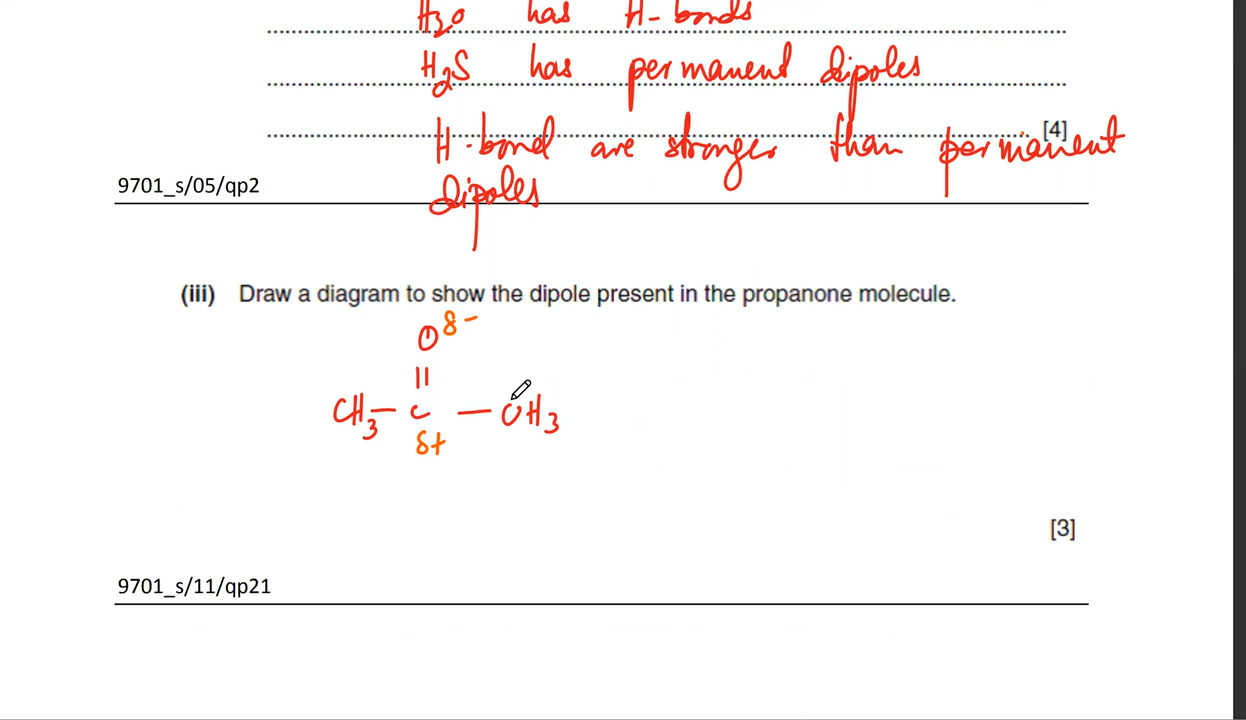 H2O has H-bonds
H2S has permanent dipoles
[4]
H-bond are stronger than permanent
dipoles
9701_s/05/qp2
(iii) Draw a diagram to show the dipole present in the propanone molecule.
O δ-
||
CH3 — C — CH3
δ+
[3]
9701_s/11/qp21